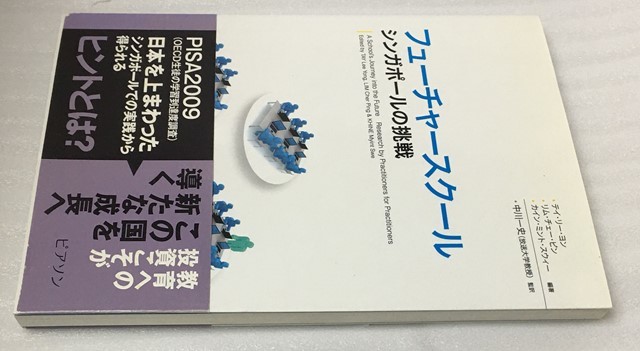 フューチャースクール
シンガポールの挑戦
A School's Journey into the Future : Research by Practitioners for Practitioners
Edited by TAY Lee Yong, LIM Cher Ping & KHINE Myint Swe
・テイ・リー・ヨン
・リム・チェー・ピン
・カイン・ミント・スウィー 編著
・中川一史(放送大学教授) 監訳
PISA2009
(OECD生徒の学習到達度調査)
日本を上まわった
シンガポールでの実践から
得られる
ヒントとは?
教育への
投資こそが
この国を
新たな成長へ
導く
ピアソン